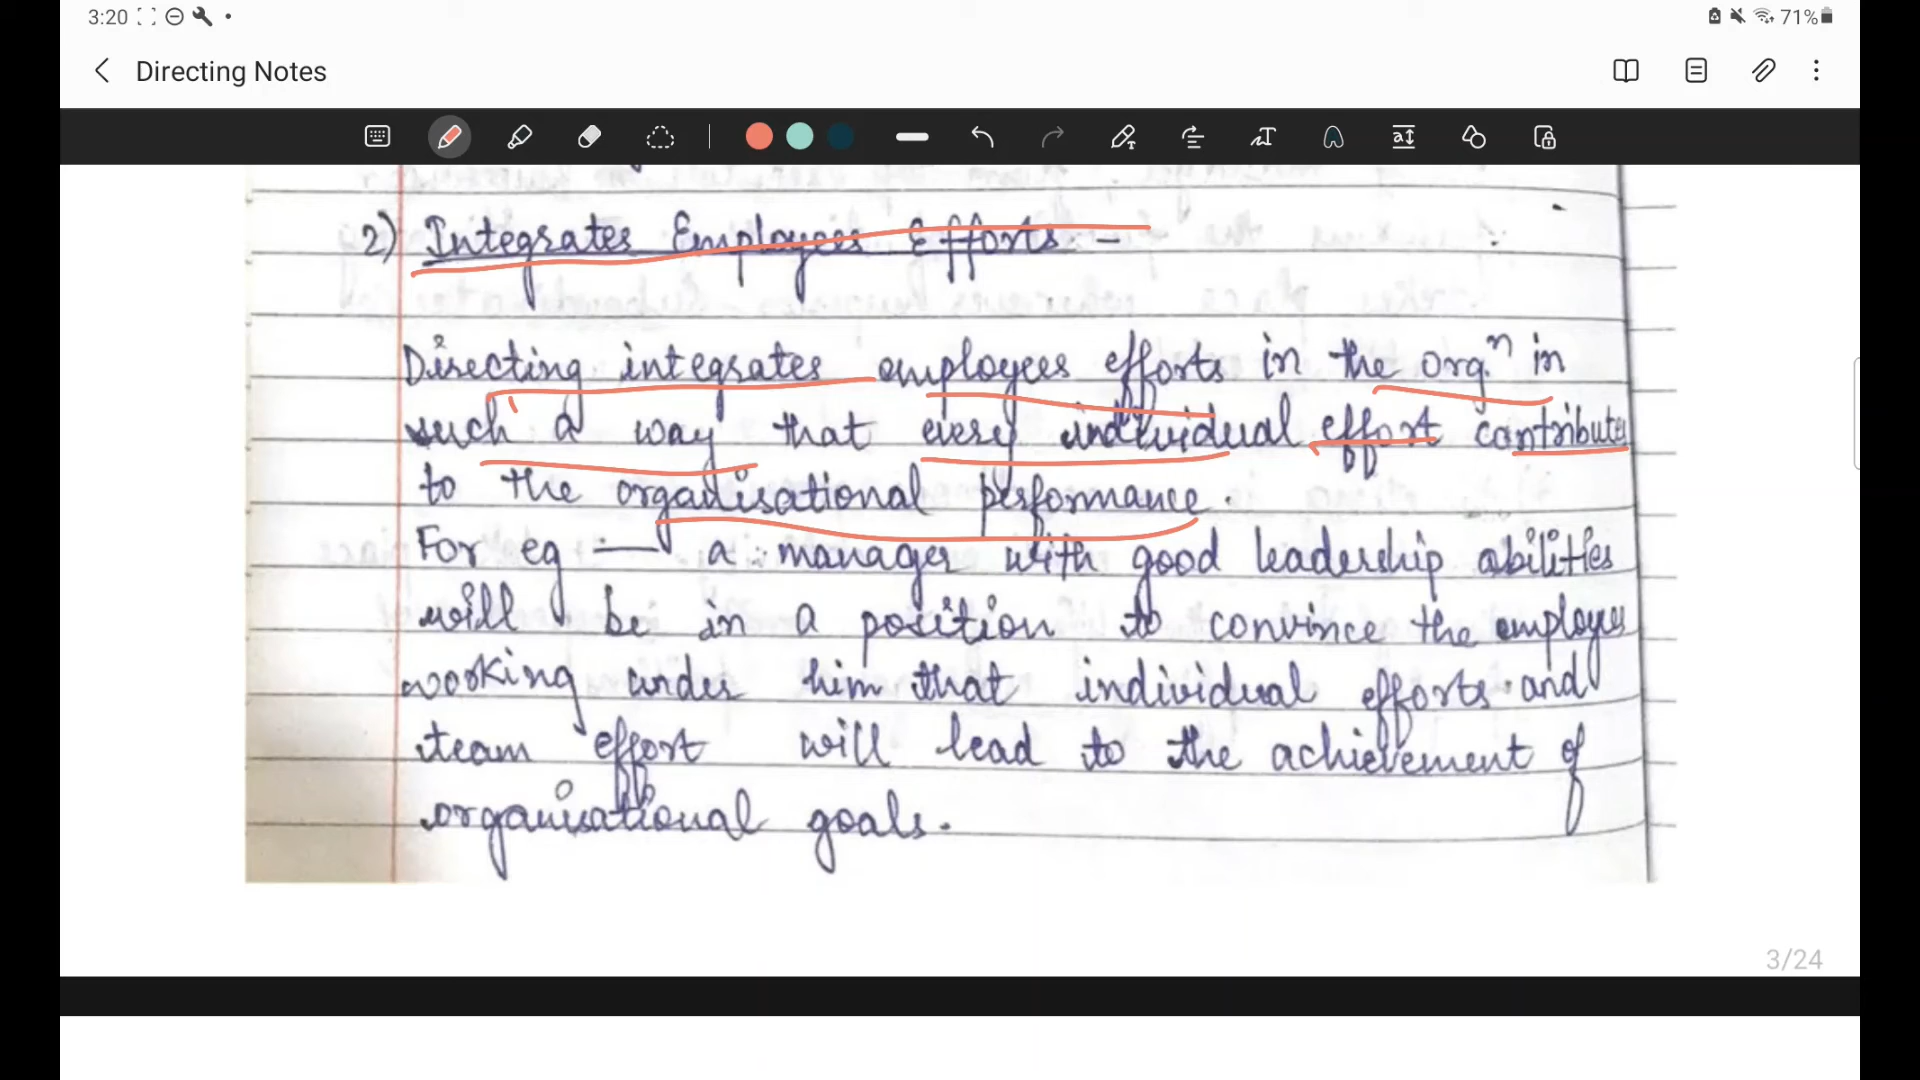 3:20
71%
Directing Notes
2) Integrates Employees Efforts -
Directing integrates employees efforts in the orgⁿ in
such a way that every individual effort contributes
to the organisational performance.
For eg — a manager with good leadership abilities
will be in a position to convince the employees
working under him that individual efforts and
team effort will lead to the achievement of
organisational goals.
3/24